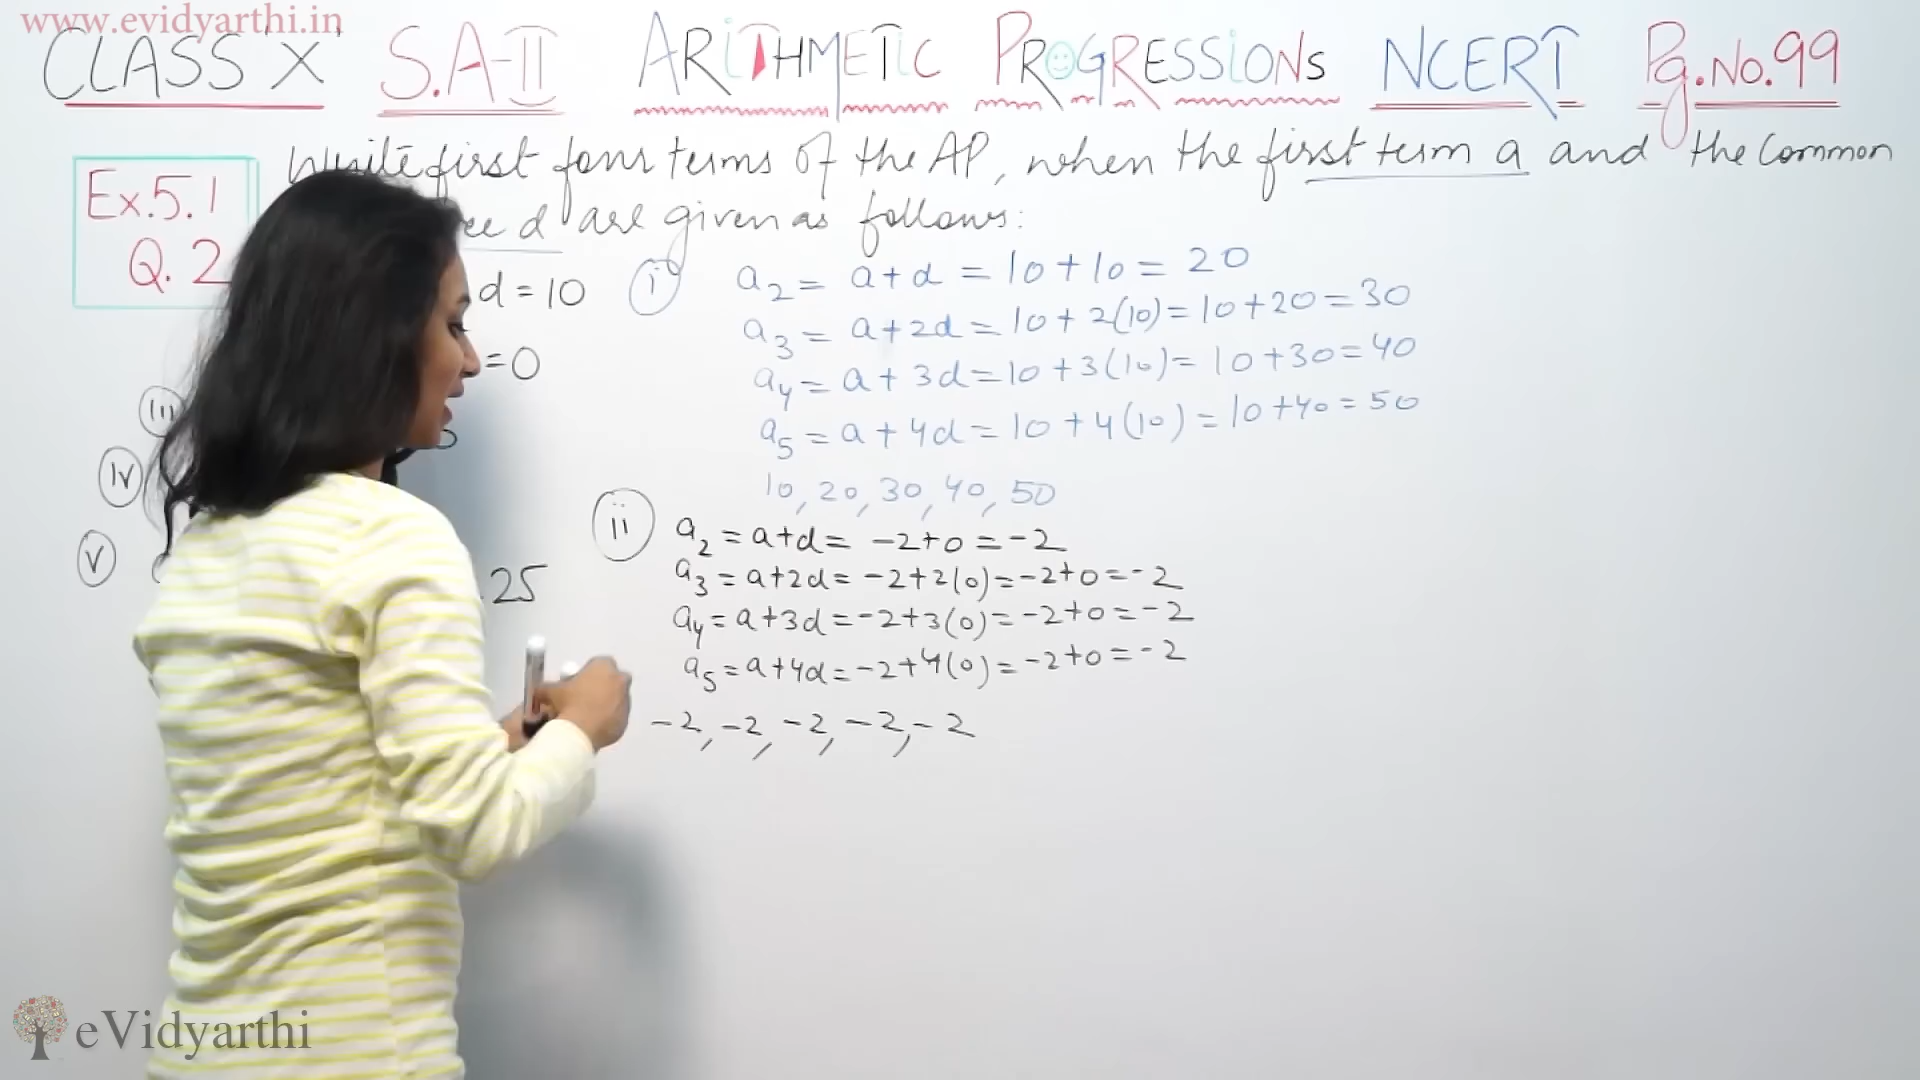 www.evidyarthi.in
CLASS 'X' S.A-II ARITHMETIC PROGRESSIONS NCERT Pg.No.99
Ex.5.1
Q.2
Write first four terms of the AP, when the first term a and the Common
d are given as follows:
d = 10
= 0
iii
iv
v
.25
i
a2 = a+d = 10+10 = 20
a3 = a+2d = 10+2(10) = 10+20 = 30
a4 = a+3d = 10+3(10) = 10+30 = 40
a5 = a+4d = 10+4(10) = 10+40 = 50
10, 20, 30, 40, 50
ii
a2 = a+d = -2+0 = -2
a3 = a+2d = -2+2(0) = -2+0 = -2
a4 = a+3d = -2+3(0) = -2+0 = -2
a5 = a+4d = -2+4(0) = -2+0 = -2
-2, -2, -2, -2, -2
eVidyarthi